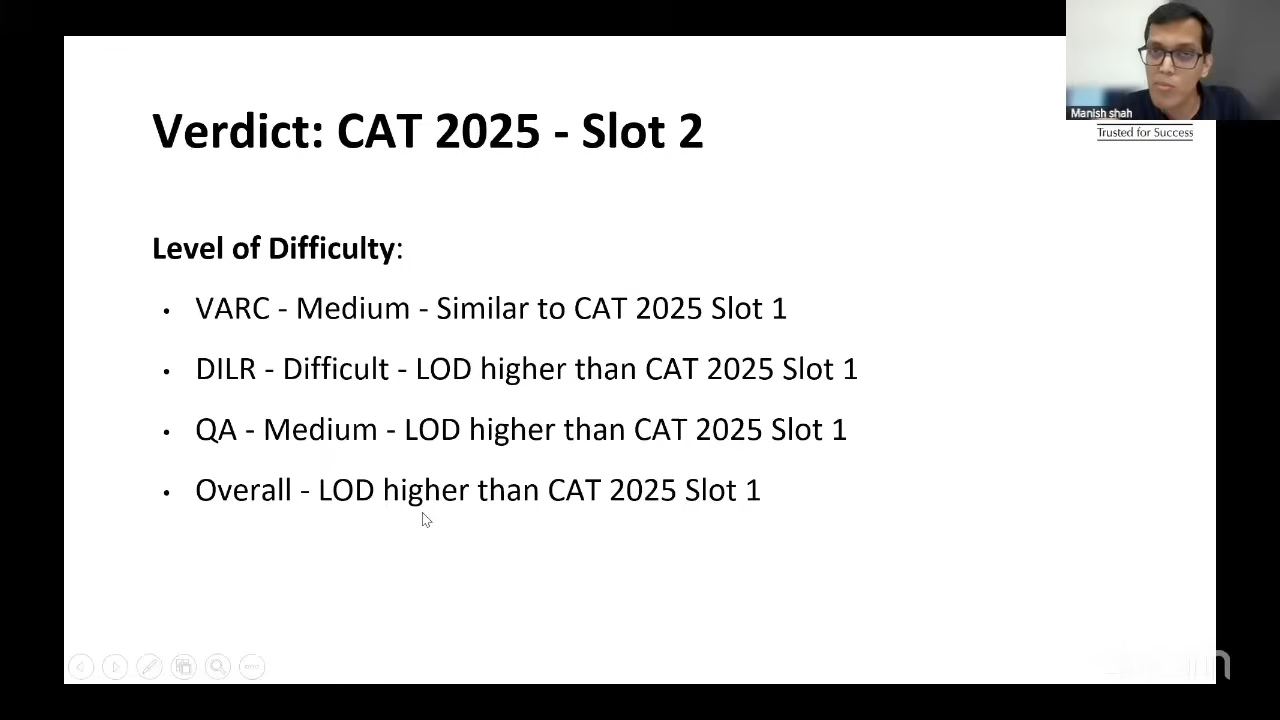 Manish shah
Trusted for Success
Verdict: CAT 2025 - Slot 2
Level of Difficulty:
• VARC - Medium - Similar to CAT 2025 Slot 1
• DILR - Difficult - LOD higher than CAT 2025 Slot 1
• QA - Medium - LOD higher than CAT 2025 Slot 1
• Overall - LOD higher than CAT 2025 Slot 1